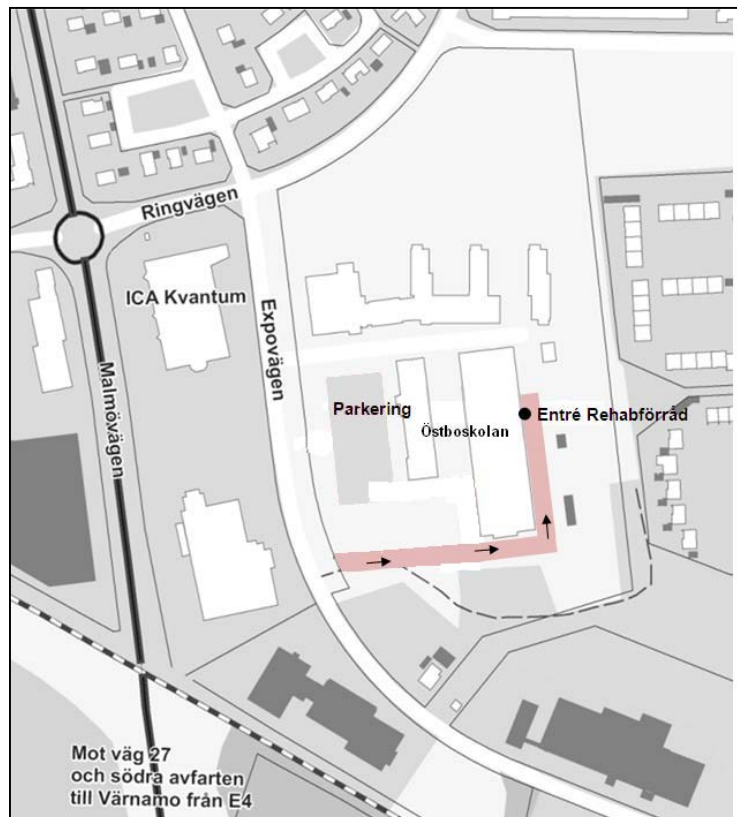 Ringvägen
ICA Kvantum
Expovägen
Malmövägen
Parkering
Östboskolan
Entré Rehabförråd
Mot väg 27
och södra avfarten
till Värnamo från E4